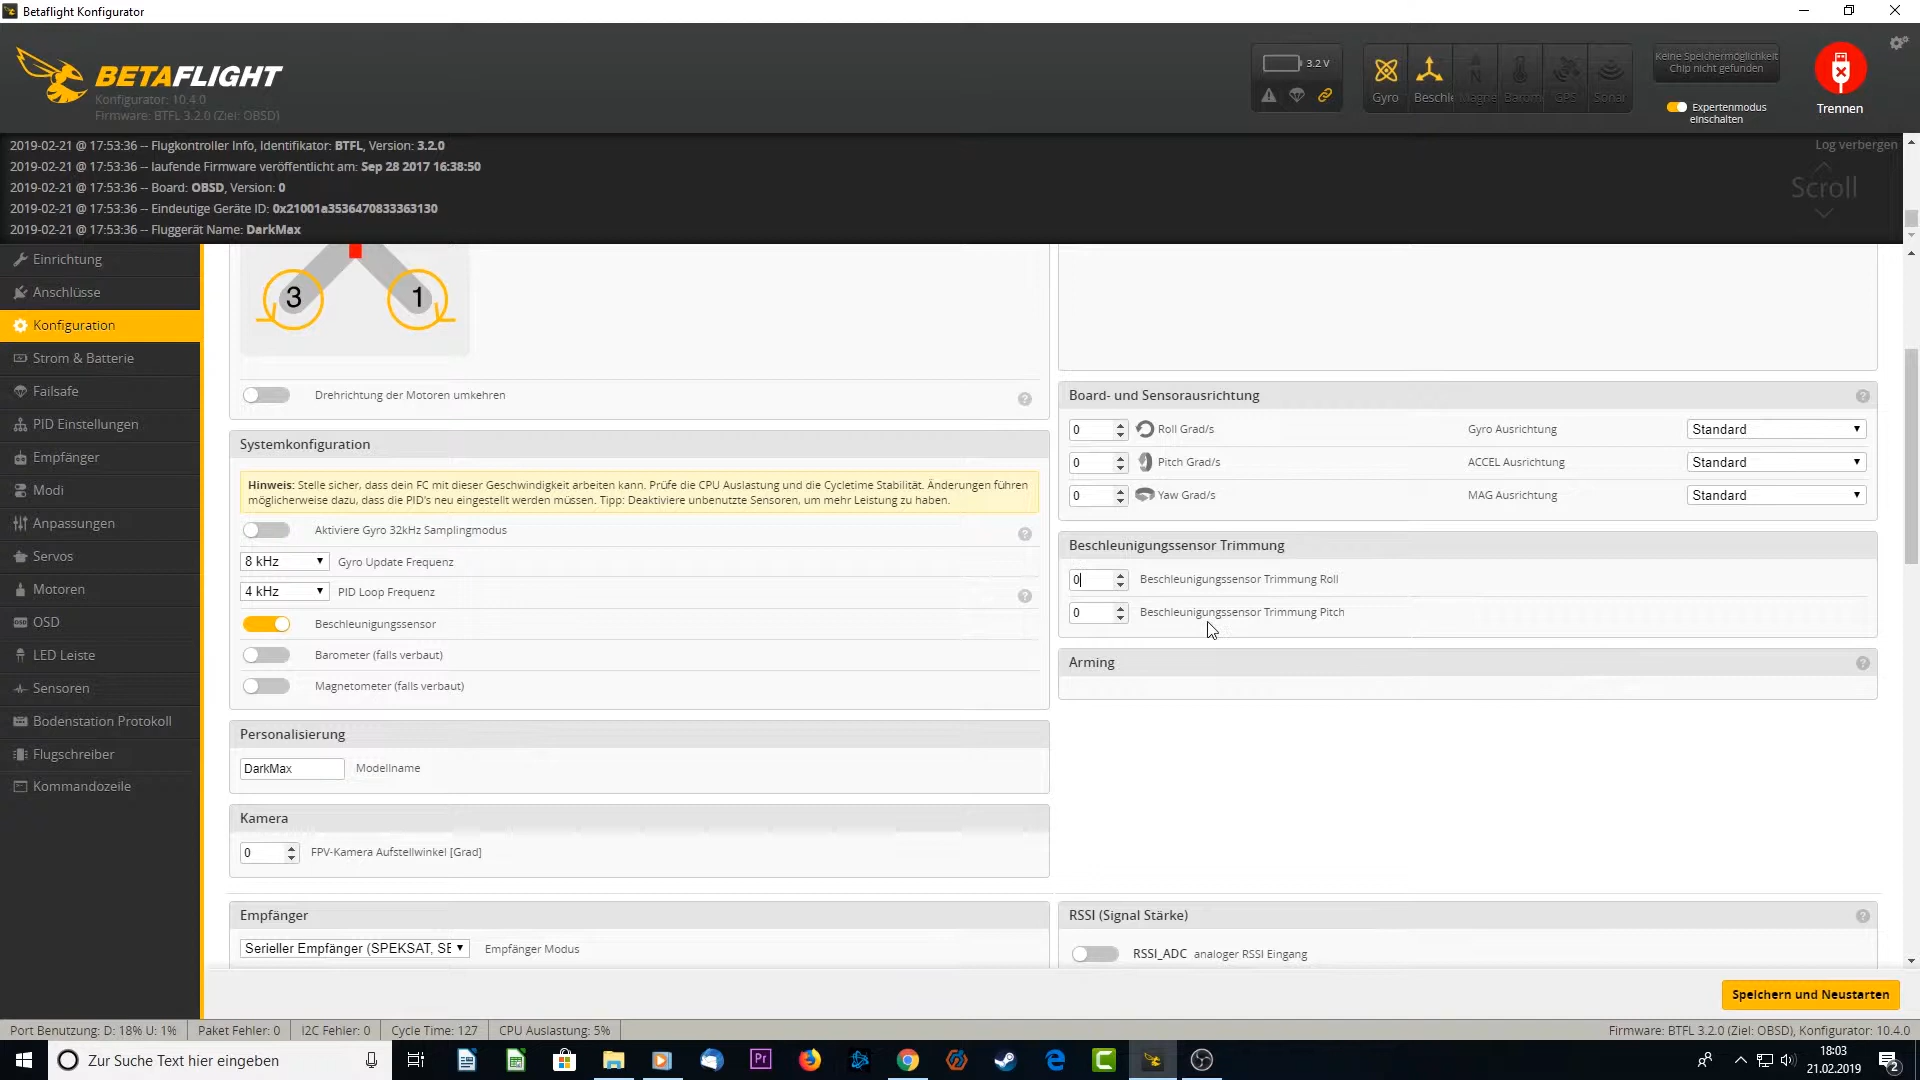 Betaflight Konfigurator
BETAFLIGHT
Konfigurator: 10.4.0
Firmware: BTFL 3.2.0 (Ziel: OBSD)
3.2 V
Gyro
Beschle
Magne
Barom
GPS
Sonar
Keine Speichermöglichkeit
Chip nicht gefunden
Expertenmodus
einschalten
Trennen
2019-02-21 @ 17:53:36 -- Flugkontroller Info, Identifikator: BTFL, Version: 3.2.0
2019-02-21 @ 17:53:36 -- laufende Firmware veröffentlicht am: Sep 28 2017 16:38:50
2019-02-21 @ 17:53:36 -- Board: OBSD, Version: 0
2019-02-21 @ 17:53:36 -- Eindeutige Geräte ID: 0x21001a3536470833363130
2019-02-21 @ 17:53:36 -- Fluggerät Name: DarkMax
Log verbergen
Scroll
Einrichtung
Anschlüsse
Konfiguration
Strom & Batterie
Failsafe
PID Einstellungen
Empfänger
Modi
Anpassungen
Servos
Motoren
OSD
LED Leiste
Sensoren
Bodenstation Protokoll
Flugschreiber
Kommandozeile
3
1
Drehrichtung der Motoren umkehren
Systemkonfiguration
Hinweis: Stelle sicher, dass dein FC mit dieser Geschwindigkeit arbeiten kann. Prüfe die CPU Auslastung und die Cycletime Stabilität. Änderungen führen
möglicherweise dazu, dass die PID's neu eingestellt werden müssen. Tipp: Deaktiviere unbenutzte Sensoren, um mehr Leistung zu haben.
Aktiviere Gyro 32kHz Samplingmodus
8 kHz Gyro Update Frequenz
4 kHz PID Loop Frequenz
Beschleunigungssensor
Barometer (falls verbaut)
Magnetometer (falls verbaut)
Personalisierung
DarkMax Modellname
Kamera
0 FPV-Kamera Aufstellwinkel [Grad]
Empfänger
Serieller Empfänger (SPEKSAT, SE Empfänger Modus
Board- und Sensorausrichtung
0 Roll Grad/s Gyro Ausrichtung Standard
0 Pitch Grad/s ACCEL Ausrichtung Standard
0 Yaw Grad/s MAG Ausrichtung Standard
Beschleunigungssensor Trimmung
0 Beschleunigungssensor Trimmung Roll
0 Beschleunigungssensor Trimmung Pitch
Arming
RSSI (Signal Stärke)
RSSI_ADC analoger RSSI Eingang
Speichern und Neustarten
Port Benutzung: D: 18% U: 1% Paket Fehler: 0 I2C Fehler: 0 Cycle Time: 127 CPU Auslastung: 5% Firmware: BTFL 3.2.0 (Ziel: OBSD), Konfigurator: 10.4.0
Zur Suche Text hier eingeben
Pr
18:03
21.02.2019
2